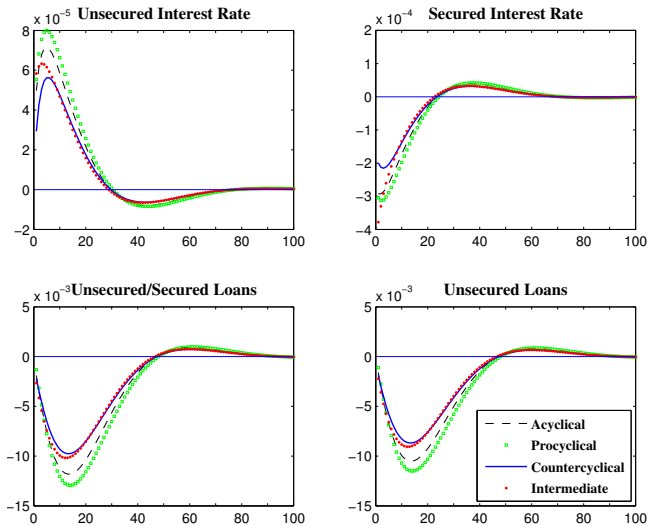 Unsecured Interest Rate
x 10⁻⁵
8
6
4
2
0
−2
0 20 40 60 80 100
Secured Interest Rate
x 10⁻⁴
2
1
0
−1
−2
−3
−4
0 20 40 60 80 100
Unsecured/Secured Loans
x 10⁻³
5
0
−5
−10
−15
0 20 40 60 80 100
Unsecured Loans
x 10⁻³
5
0
−5
−10
−15
0 20 40 60 80 100
Acyclical
Procyclical
Countercyclical
Intermediate